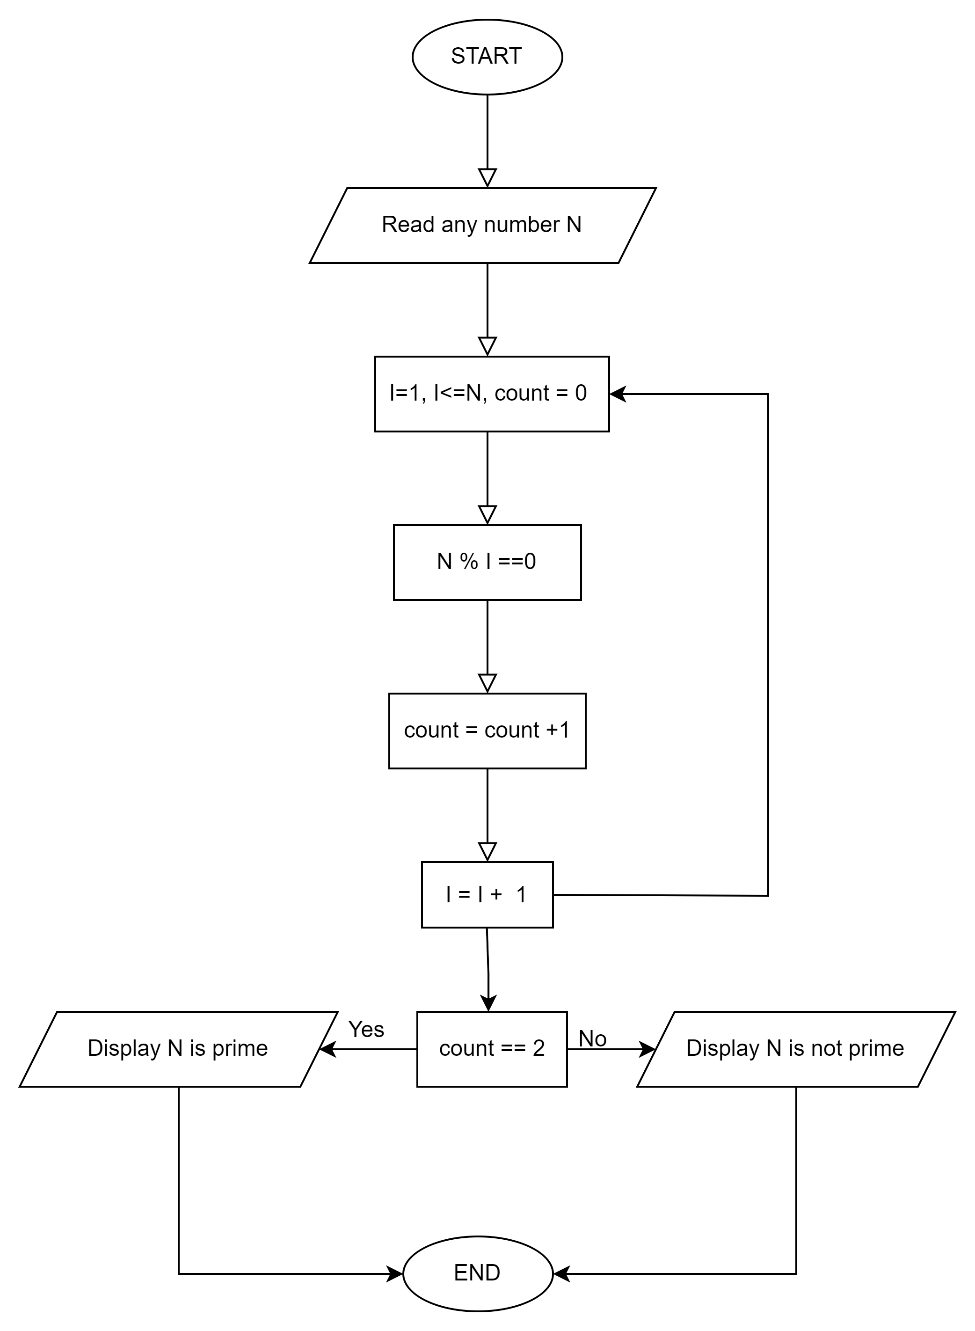 START
Read any number N
I=1, I<=N, count = 0
N % I ==0
count = count +1
I = I +  1
Yes
No
Display N is prime
count == 2
Display N is not prime
END